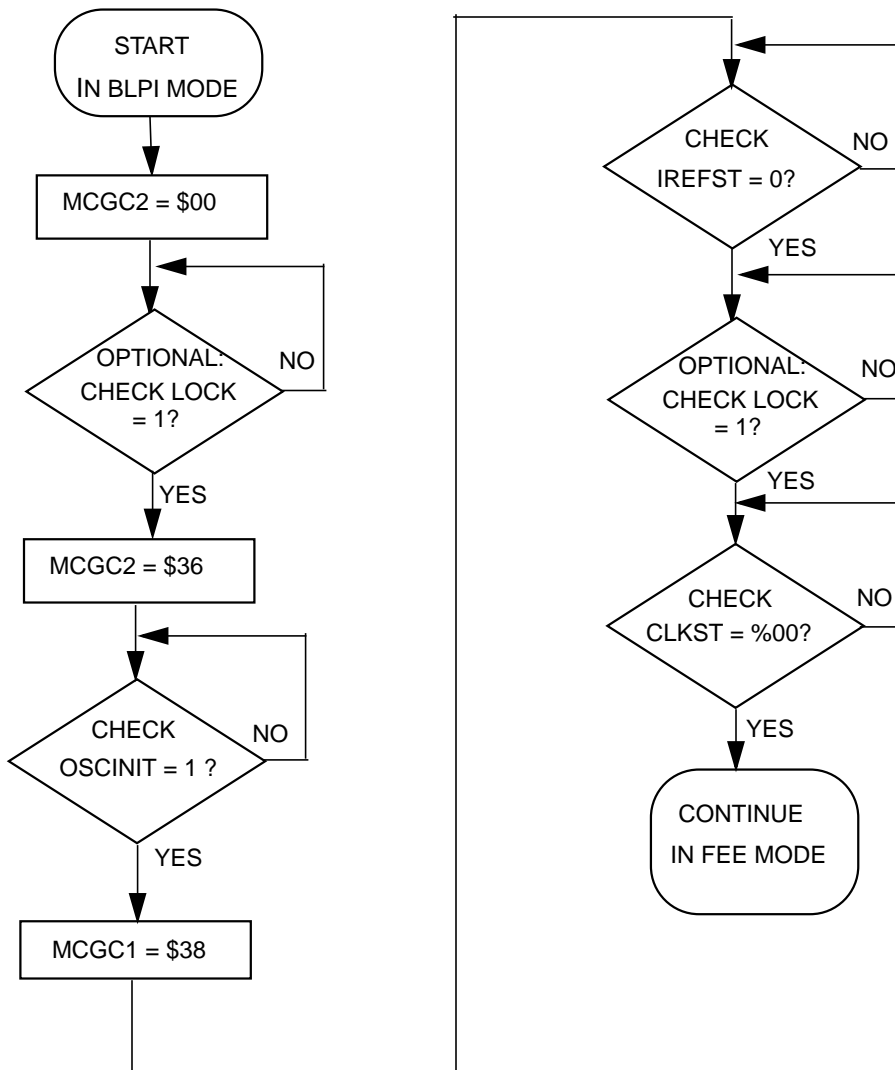 START
IN BLPI MODE
MCGC2 = $00
OPTIONAL:
CHECK LOCK
= 1?
NO
YES
MCGC2 = $36
CHECK
OSCINIT = 1 ?
NO
YES
MCGC1 = $38
CHECK
IREFST = 0?
NO
YES
OPTIONAL:
CHECK LOCK
= 1?
NO
YES
CHECK
CLKST = %00?
NO
YES
CONTINUE
IN FEE MODE